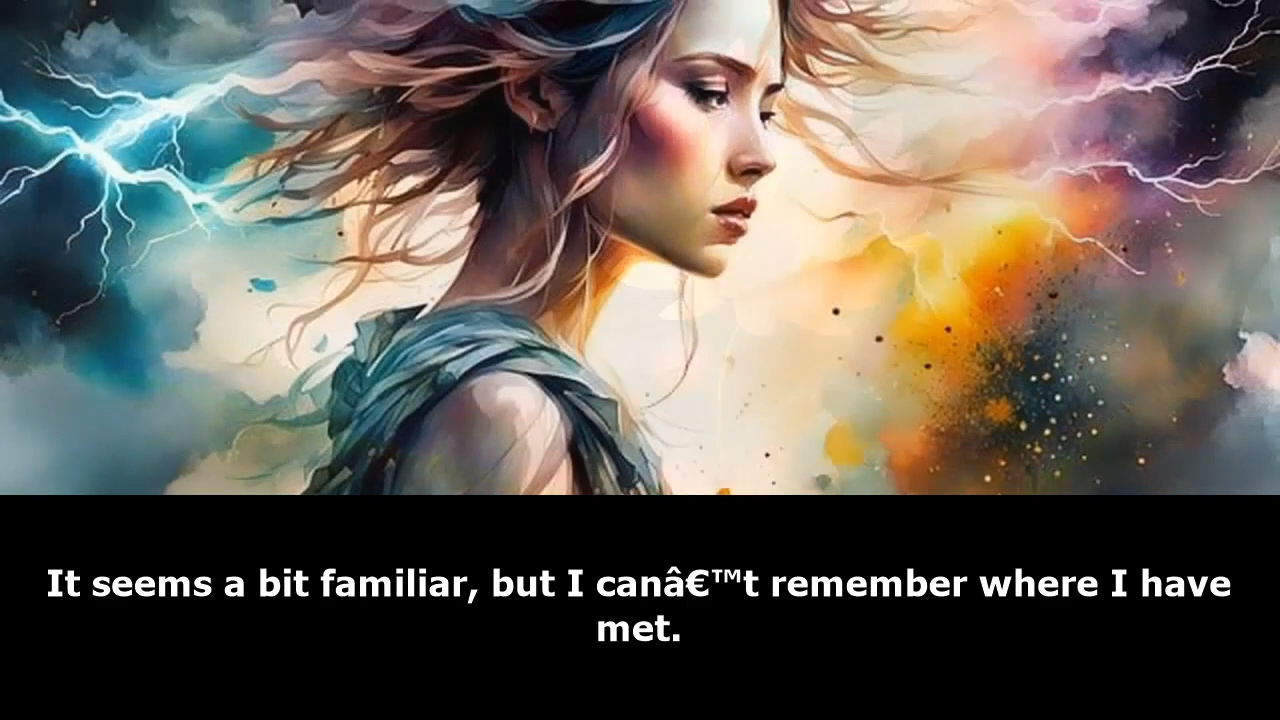 It seems a bit familiar, but I canâ€™t remember where I have
met.